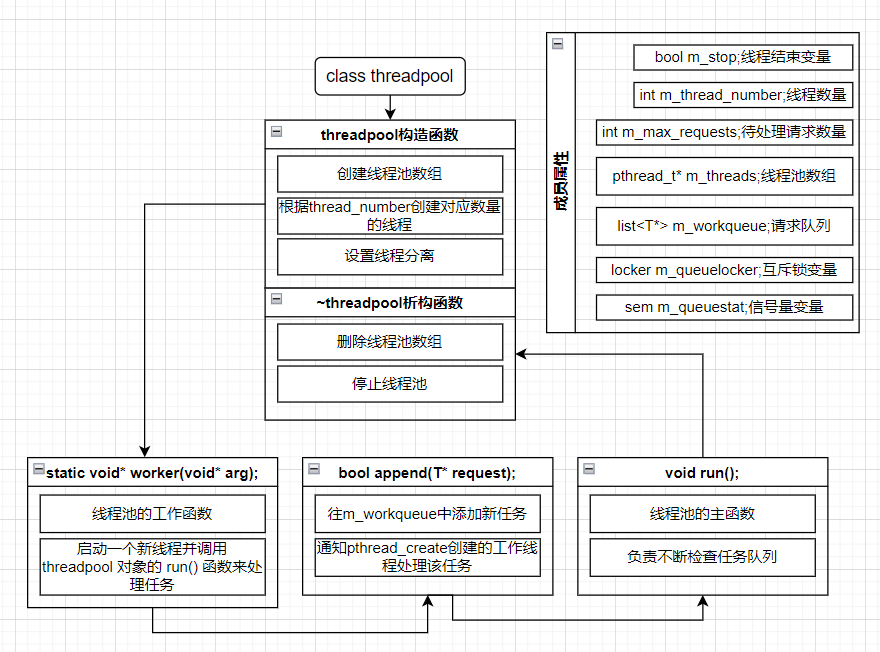 class threadpool
threadpool构造函数
创建线程池数组
根据thread_number创建对应数量
的线程
设置线程分离
~threadpool折构函数
删除线程池数组
停止线程池
成员属性
bool m_stop;线程结束变量
int m_thread_number;线程数量
int m_max_requests;待处理请求数量
pthread_t* m_threads;线程池数组
list<T*> m_workqueue;请求队列
locker m_queuelocker;互斥锁变量
sem m_queuestat;信号量变量
static void* worker(void* arg);
线程池的工作函数
启动一个新线程并调用
threadpool 对象的 run() 函数来处
理任务
bool append(T* request);
往m_workqueue中添加新任务
通知pthread_create创建的工作线
程处理该任务
void run();
线程池的主函数
负责不断检查任务队列